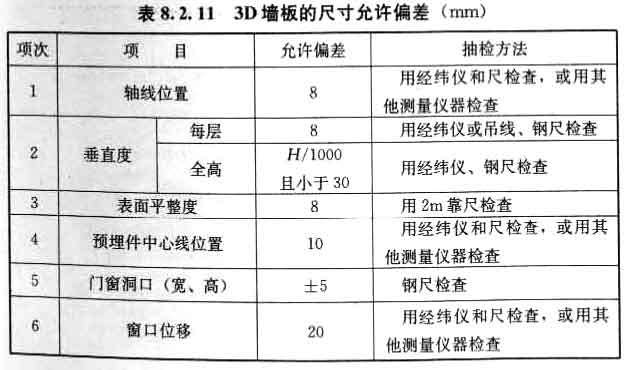 表 8.2.11 3D 墙板的尺寸允许偏差（mm）
项次 项 目 允许偏差 抽检方法
1 轴线位置 8 用经纬仪和尺检查，或用其
他测量仪器检查
2 垂直度 每层 8 用经纬仪或吊线、钢尺检查
全高 H/1000
且小于 30 用经纬仪、钢尺检查
3 表面平整度 8 用 2m 靠尺检查
4 预埋件中心线位置 10 用经纬仪和尺检查，或用其
他测量仪器检查
5 门窗洞口（宽、高） ±5 钢尺检查
6 窗口位移 20 用经纬仪和尺检查，或用其
他测量仪器检查